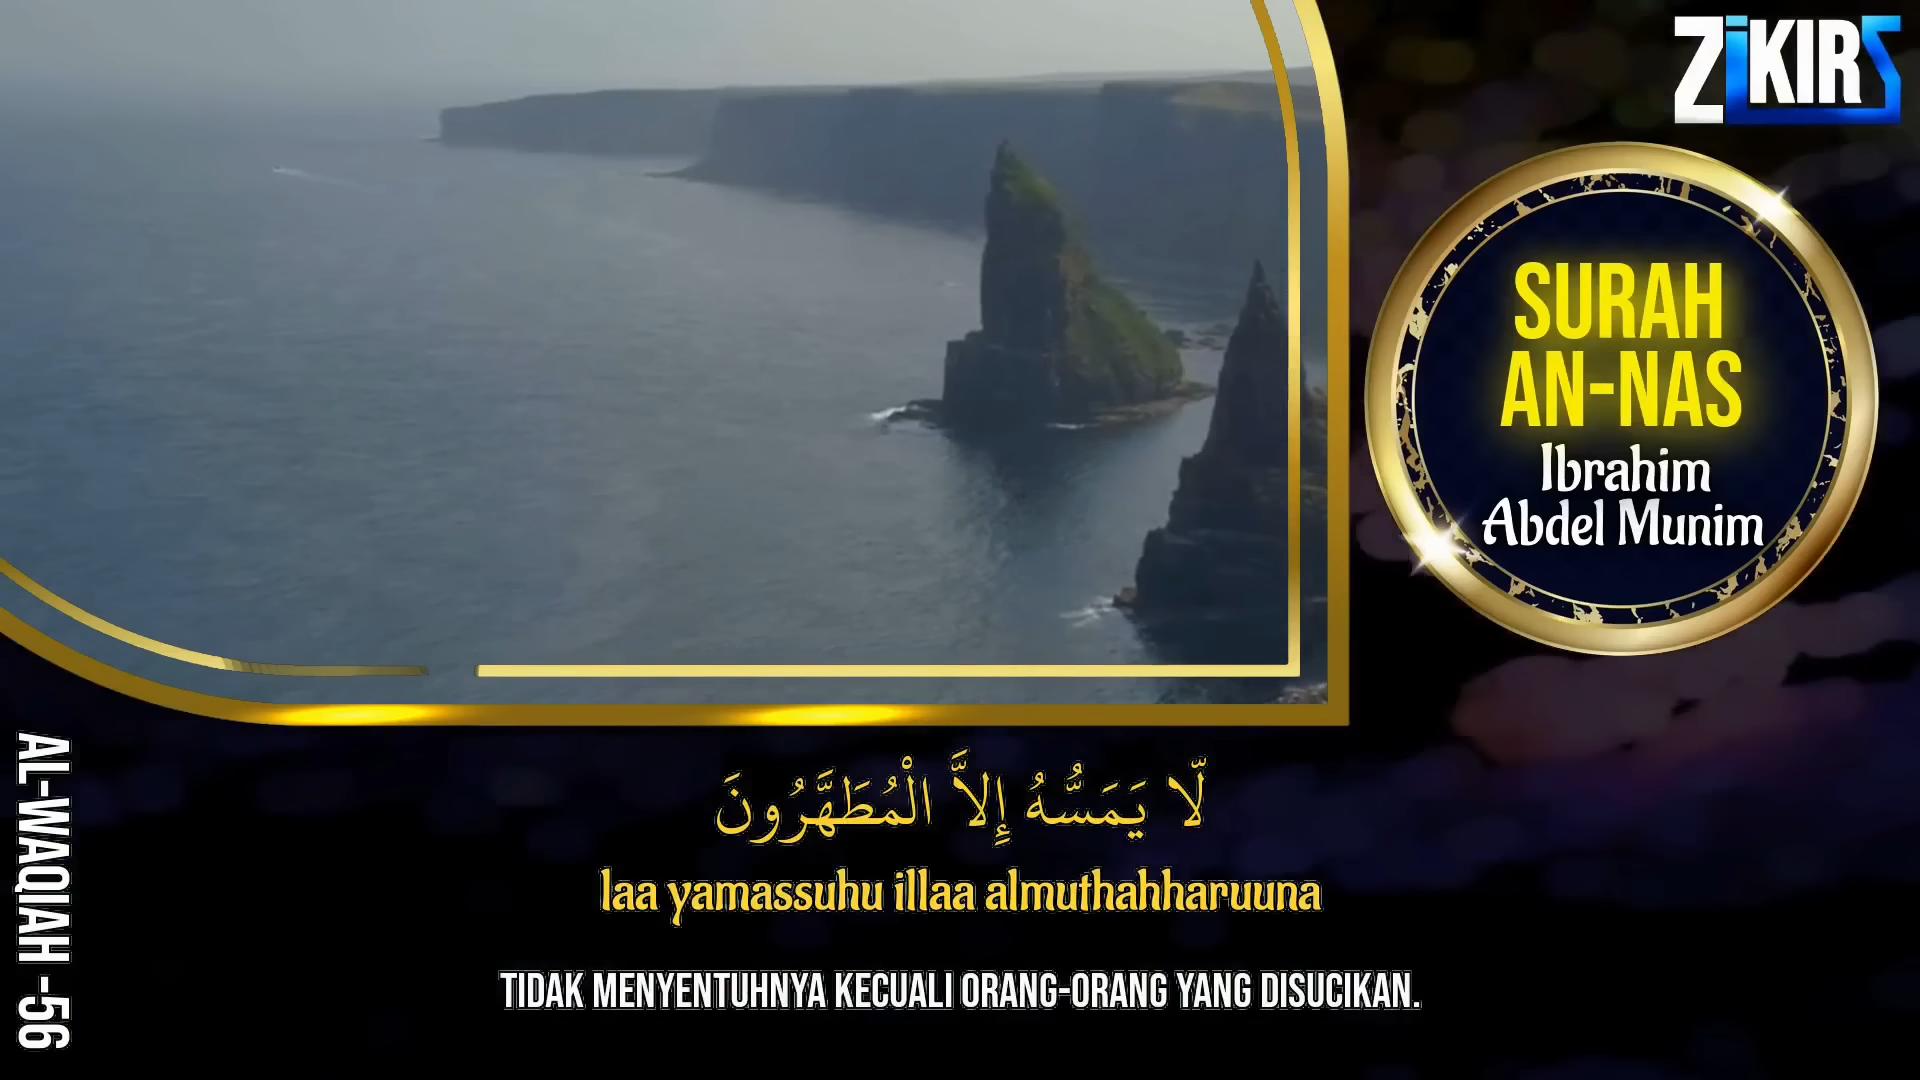 ZiKIRS
SURAH
AN-NAS
Ibrahim
Abdel Munim
لَّا يَمَسُّهُ إِلاَّ الْمُطَهَّرُونَ
laa yamassuhu illaa almuthahharuuna
TIDAK MENYENTUHNYA KECUALI ORANG-ORANG YANG DISUCIKAN.
AL-WAQIAH -56